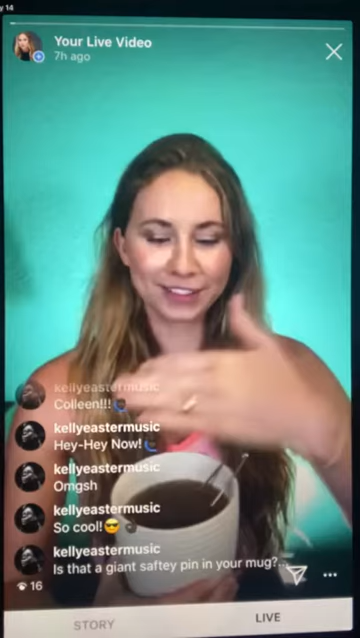 y 14
Your Live Video
7h ago
kellyeastermusic
Colleen!!!
kellyeastermusic
Hey-Hey Now!
kellyeastermusic
Omgsh
kellyeastermusic
So cool!😎
kellyeastermusic
Is that a giant saftey pin in your mug?...
16
STORY
LIVE